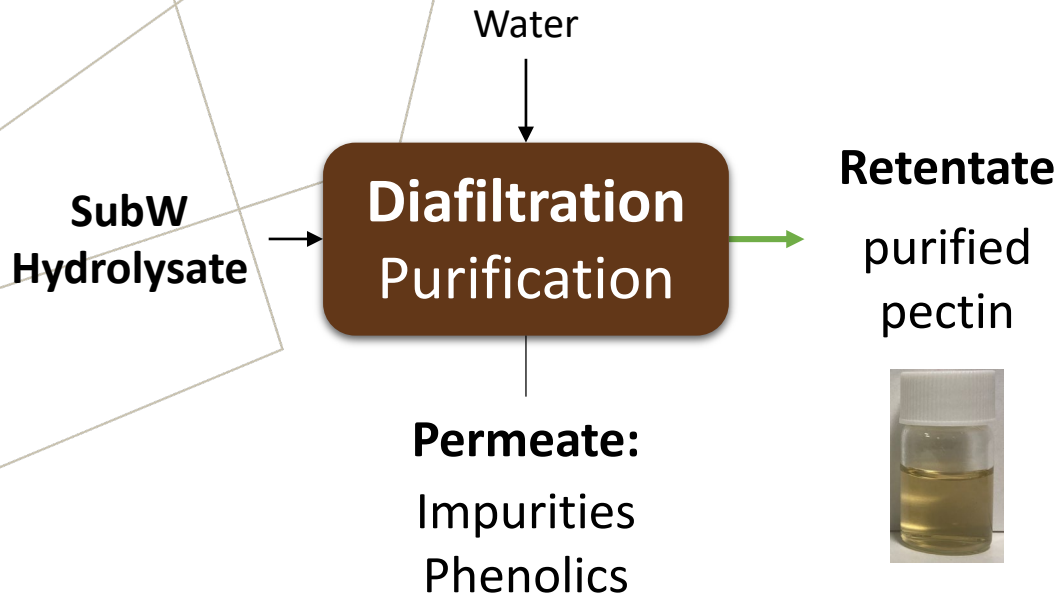 Water
SubW
Hydrolysate
Diafiltration
Purification
Retentate
purified
pectin
Permeate:
Impurities
Phenolics